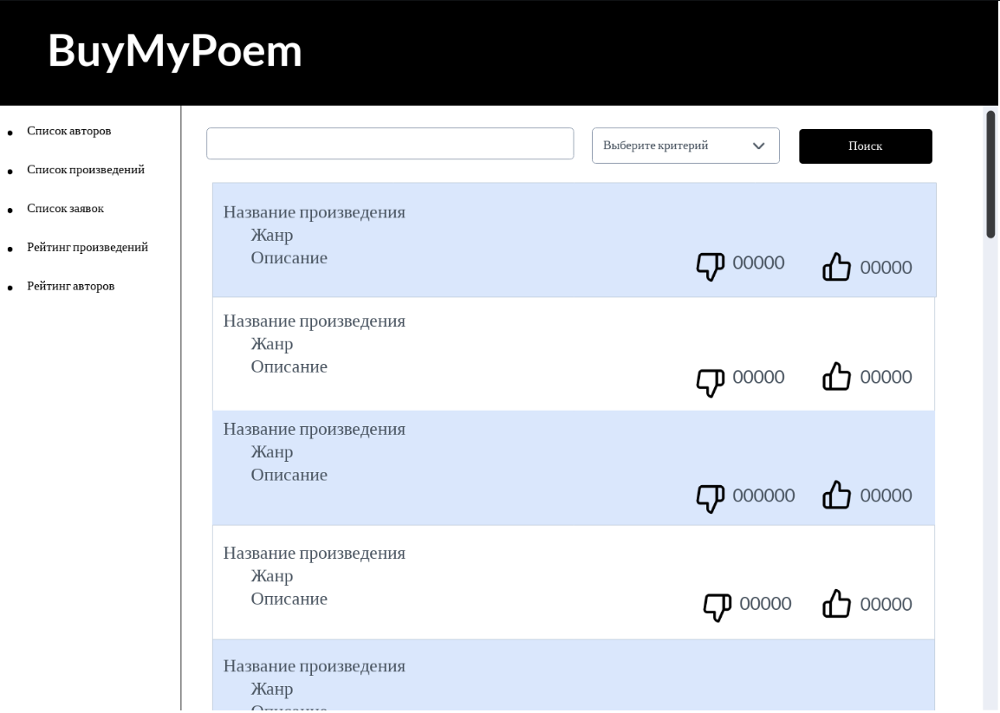 BuyMyPoem
Список авторов
Список произведений
Список заявок
Рейтинг произведений
Рейтинг авторов
Выберите критерий
Поиск
Название произведения
Жанр
Описание
00000 00000
Название произведения
Жанр
Описание
00000 00000
Название произведения
Жанр
Описание
000000 00000
Название произведения
Жанр
Описание
00000 00000
Название произведения
Жанр
Описание